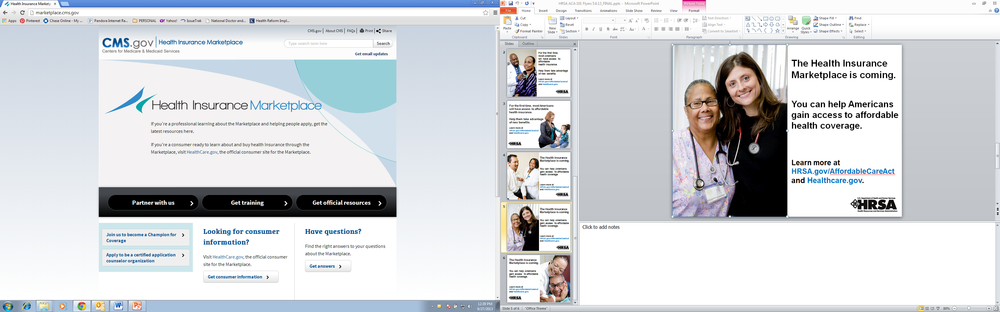 Health Insurance Marketp
marketplace.cms.gov
Apps
Pinterest
Chase Online - My ...
Pandora Internet Ra...
PERSONAL
Yahoo!
IssueTrak
National Doctor and...
Health Reform Impl...
CMS.gov
About CMS
FAQs
Print
Share
CMS.gov Health Insurance Marketplace
Centers for Medicare & Medicaid Services
Type search term here
Search
Get email updates
Health Insurance Marketplace
If you're a professional learning about the Marketplace and helping people apply, get the
latest resources here.
If you're a consumer ready to learn about and buy health insurance through the
Marketplace, visit HealthCare.gov, the official consumer site for the Marketplace.
Partner with us
Get training
Get official resources
Join us to become a Champion for
Coverage
Apply to be a certified application
counselor organization
Looking for consumer
information?
Visit HealthCare.gov, the official consumer
site for the Marketplace.
Get consumer information
Have questions?
Find the right answers to your questions
about the Marketplace.
Get answers
12:39 PM
9/27/2013
HRSA ACA 101 Flyers 5.6.13_FINAL.pptx - Microsoft PowerPoint
Picture Tools
File
Home
Insert
Design
Transitions
Animations
Slide Show
Review
View
Format
Paste
Cut
Copy
Format Painter
Clipboard
New
Slide
Layout
Reset
Section
Slides
B I U S abc AV Aa A
Font
Text Direction
Align Text
Convert to SmartArt
Paragraph
Arrange
Quick
Styles
Shape Fill
Shape Outline
Shape Effects
Drawing
Find
Replace
Select
Editing
Slides
Outline
2
For the first time,
most Americans
will have access to
affordable
health insurance.
Help them take advantage
of new benefits.
Learn more at
HRSA.gov/AffordableCareAct
and Healthcare.gov.
HRSA
3
For the first time, most Americans
will have access to affordable
health insurance.
Help them take advantage
of new benefits.
Learn more at
HRSA.gov/AffordableCareAct
and Healthcare.gov.
HRSA
4
The Health Insurance
Marketplace is coming.
You can help Americans
gain access to affordable
health coverage.
Learn more at
HRSA.gov/AffordableCareAct
and Healthcare.gov.
HRSA
5
The Health Insurance
Marketplace is coming.
You can help Americans
gain access to affordable
health coverage.
Learn more at
HRSA.gov/AffordableCareAct
and Healthcare.gov.
HRSA
6
The Health Insurance
Marketplace is coming.
You can help Americans
gain access to affordable
health coverage.
Learn more at
HRSA.gov/AffordableCareAct
and Healthcare.gov.
HRSA
The Health Insurance
Marketplace is coming.
You can help Americans
gain access to affordable
health coverage.
Learn more at
HRSA.gov/AffordableCareAct
and Healthcare.gov.
U.S. Department of Health and Human Services
HRSA
Health Resources and Services Administration
Click to add notes
Slide 5 of 6
"Office Theme"
80%